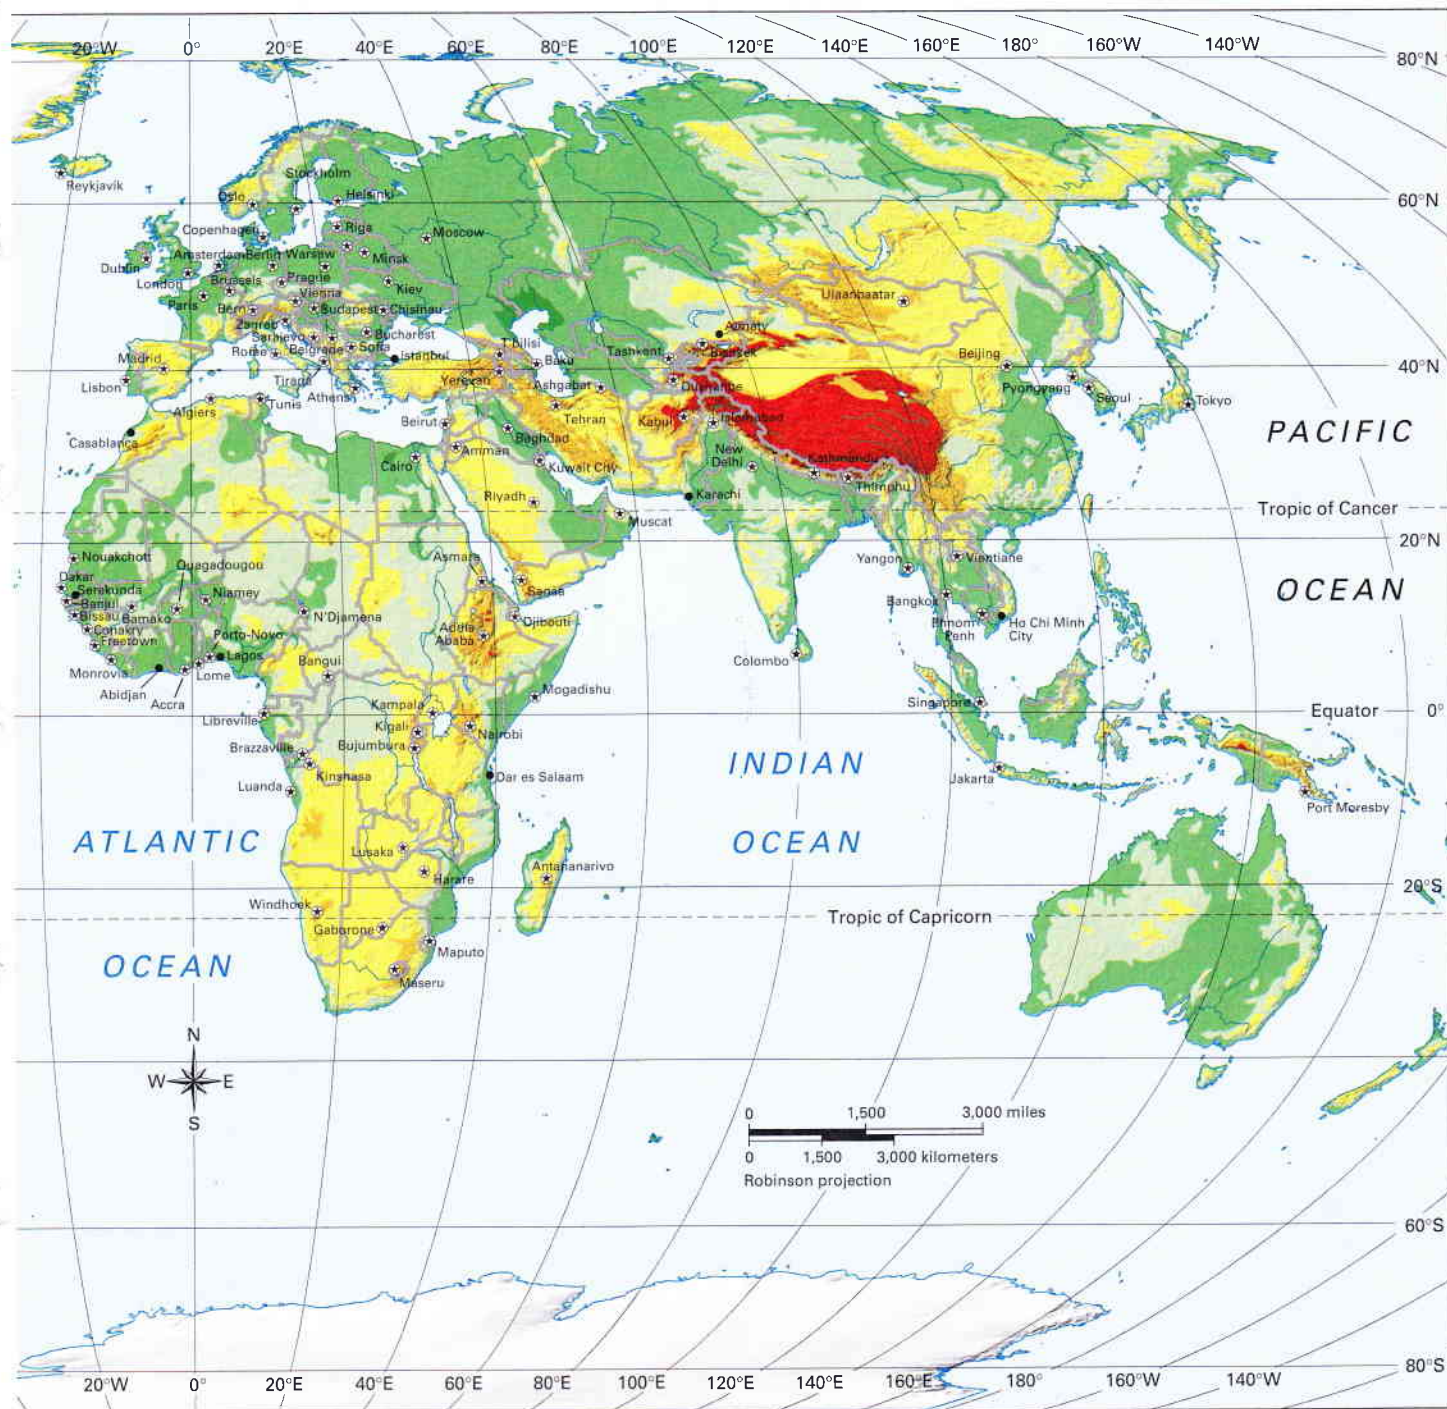 20°W 0° 20°E 40°E 60°E 80°E 100°E 120°E 140°E 160°E 180° 160°W 140°W
80°N
Reykjavik
Stockholm
Oslo
Helsinki
60°N
Copenhagen
Riga
Moscow
Dublin
Amsterdam
Berlin
Warsaw
Minsk
London
Brussels
Prague
Kiev
Paris
Vienna
Ulaanbaatar
Bern
Budapest
Chisinau
Zagreb
Almaty
Sarajevo
Bucharest
Rome
Belgrade
Sofia
Istanbul
T'bilisi
Tashkent
Bishkek
Beijing
Madrid
Baku
40°N
Lisbon
Tirana
Yerevan
Ashgabat
Dushanbe
Pyongyang
Athens
Seoul
Tokyo
Algiers
Tunis
Beirut
Tehran
Kabul
Islamabad
PACIFIC
Casablanca
Baghdad
Amman
New
Delhi
Kathmandu
Cairo
Kuwait City
Thimphu
Riyadh
Karachi
Tropic of Cancer
Muscat
20°N
Nouakchott
Ouagadougou
Asmara
Yangon
Vientiane
Dakar
Serekunda
Niamey
Sanaa
OCEAN
Banjul
Bangkok
Bissau
Bamako
N'Djamena
Djibouti
Phnom
Penh
Ho Chi Minh
City
Conakry
Addis
Ababa
Freetown
Porto-Novo
Lagos
Monrovia
Lome
Bangui
Colombo
Abidjan
Accra
Mogadishu
Kampala
Singapore
Libreville
Equator
0°
Kigali
Nairobi
Brazzaville
Bujumbura
INDIAN
Kinshasa
Dar es Salaam
Jakarta
Luanda
Port Moresby
ATLANTIC
OCEAN
Lusaka
Antananarivo
Harare
20°S
Windhoek
Tropic of Capricorn
Gaborone
Maputo
OCEAN
Maseru
N
W E
S
0 1,500 3,000 miles
0 1,500 3,000 kilometers
Robinson projection
60°S
80°S
20°W 0° 20°E 40°E 60°E 80°E 100°E 120°E 140°E 160°E 180° 160°W 140°W